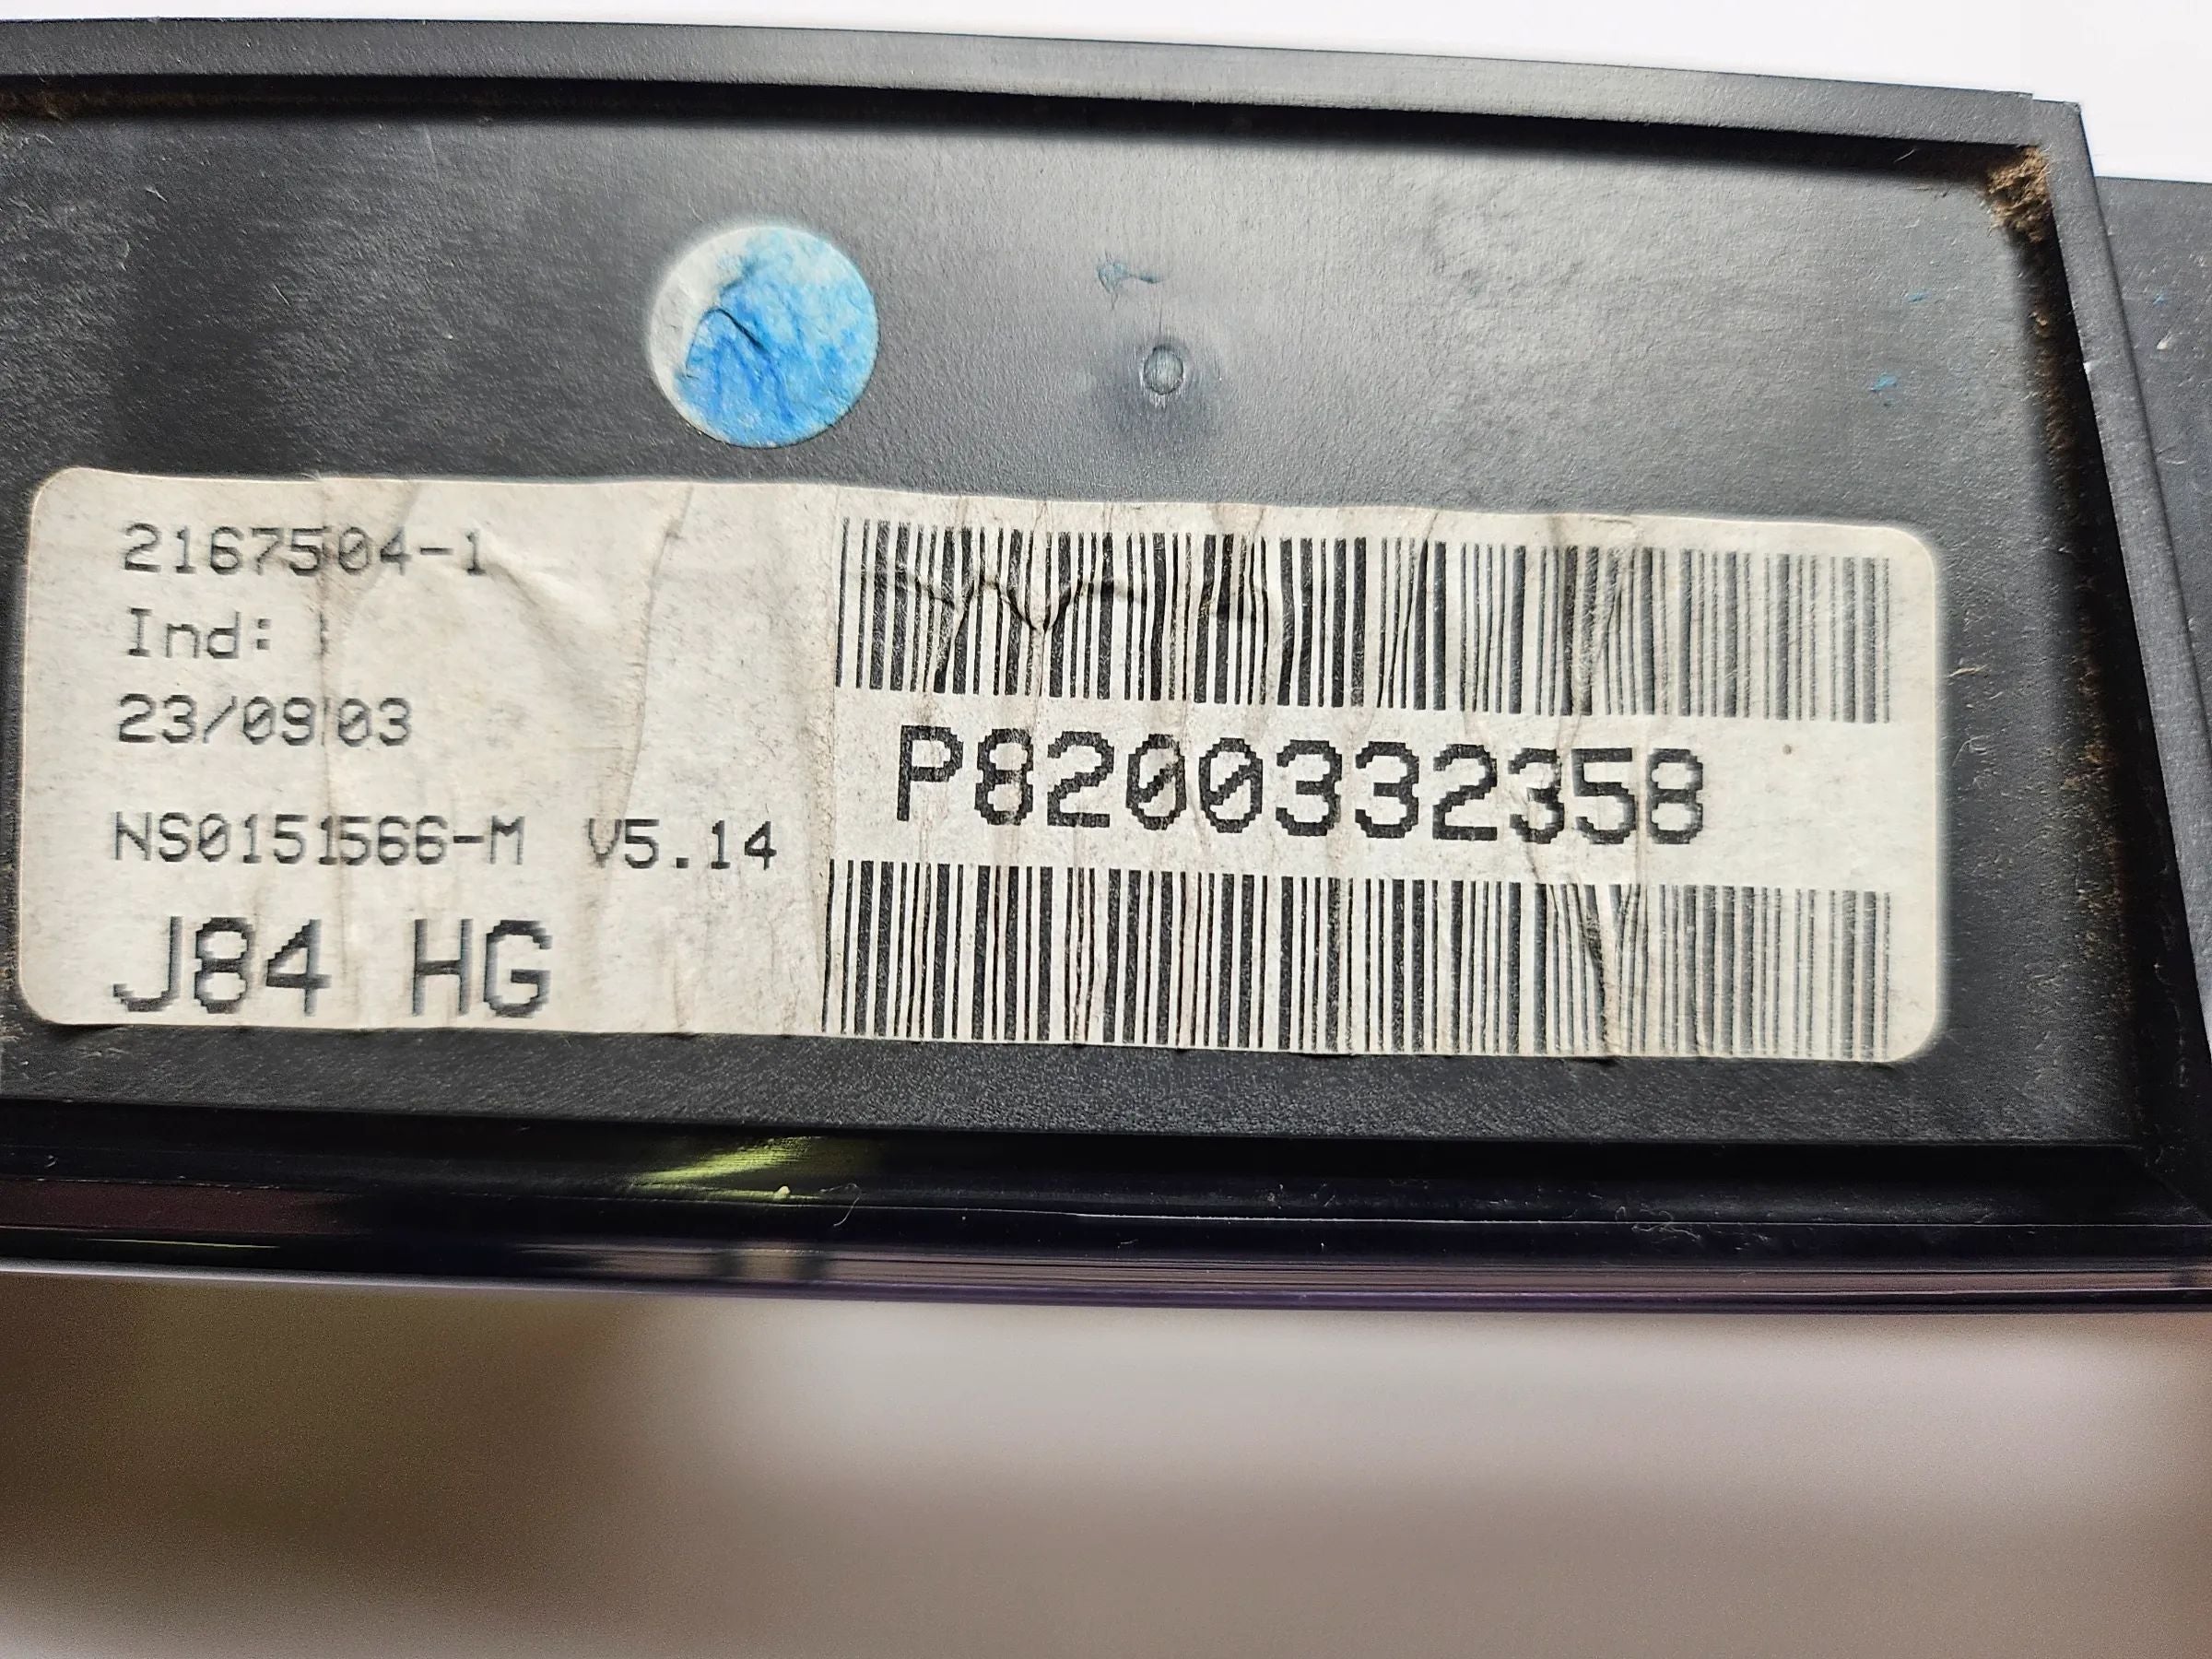 2167504-1
Ind:
23/09/03
NS0151566-M V5.14
J84 HG
P8200332358